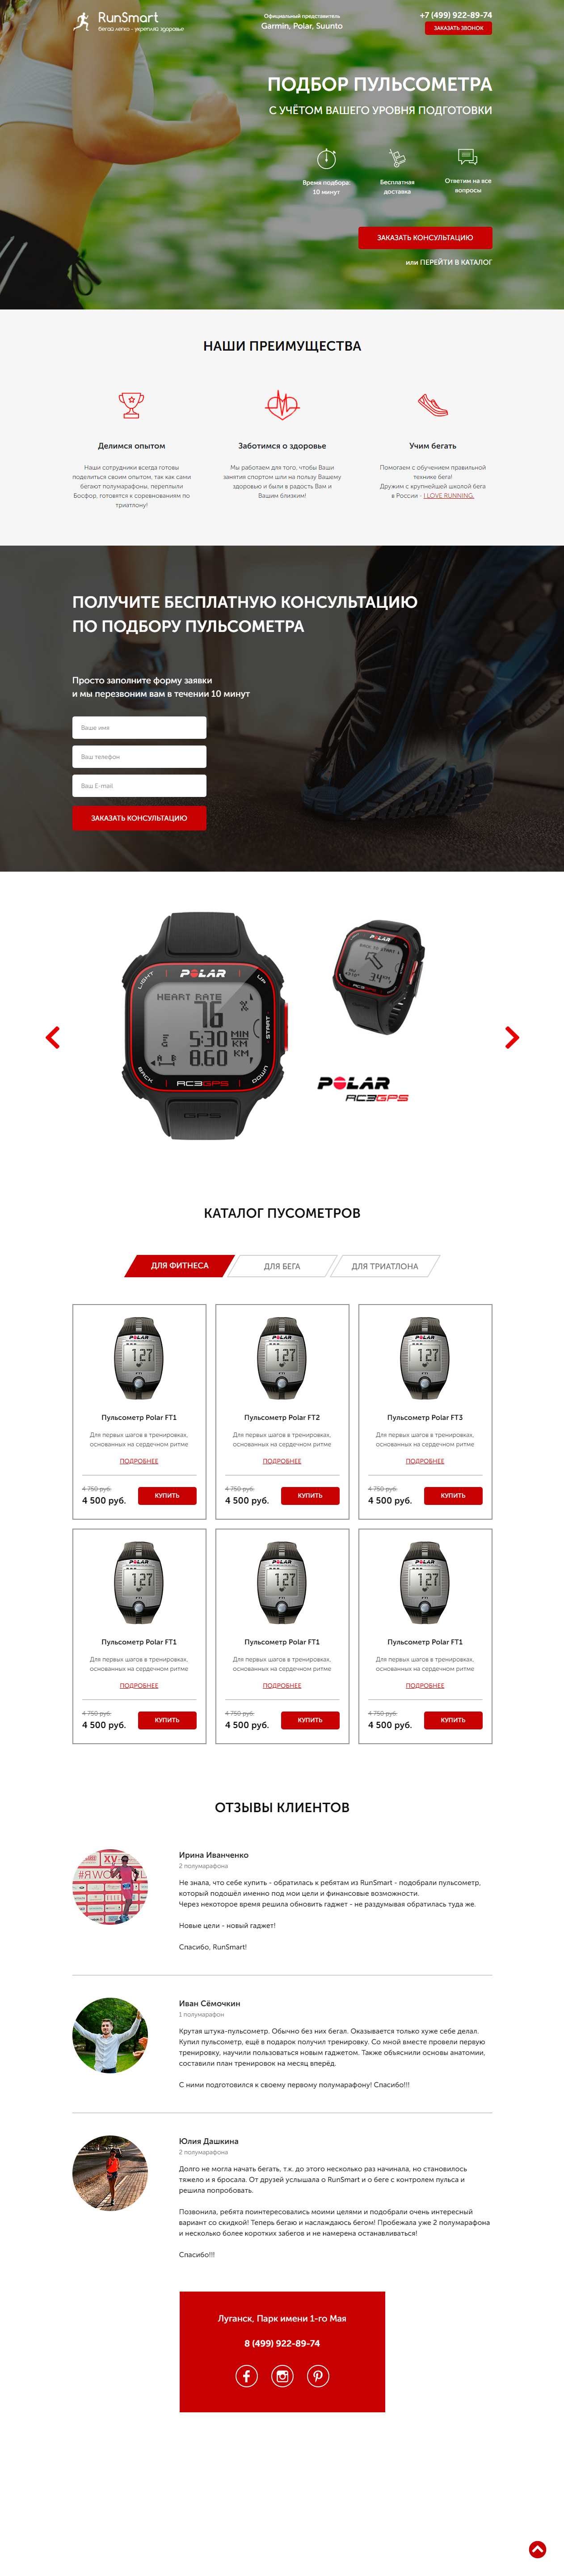 RunSmart
бегай легко - укрепляй здоровье
Официальный представитель
Garmin, Polar, Suunto
+7 (499) 922-89-74
ЗАКАЗАТЬ ЗВОНОК
ПОДБОР ПУЛЬСОМЕТРА
С УЧЁТОМ ВАШЕГО УРОВНЯ ПОДГОТОВКИ
Время подбора:
10 минут
Бесплатная
доставка
Ответим на все
вопросы
ЗАКАЗАТЬ КОНСУЛЬТАЦИЮ
или ПЕРЕЙТИ В КАТАЛОГ
НАШИ ПРЕИМУЩЕСТВА
Делимся опытом
Наши сотрудники всегда готовы
поделиться своим опытом, так как сами
бегают полумарафоны, переплыли
Босфор, готовятся к соревнованиям по
триатлону!
Заботимся о здоровье
Мы работаем для того, чтобы Ваши
занятия спортом шли на пользу Вашему
здоровью и были в радость Вам и
Вашим близким!
Учим бегать
Помогаем с обучением правильной
технике бега!
Дружим с крупнейшей школой бега
в России - I LOVE RUNNING.
ПОЛУЧИТЕ БЕСПЛАТНУЮ КОНСУЛЬТАЦИЮ
ПО ПОДБОРУ ПУЛЬСОМЕТРА
Просто заполните форму заявки
и мы перезвоним вам в течении 10 минут
Ваше имя
Ваш телефон
Ваш E-mail
ЗАКАЗАТЬ КОНСУЛЬТАЦИЮ
LIGHT
POLAR
UP
HEART RATE
76
5:30 MIN KM
8.60 KM
START
BACK
RC3GPS
DOWN
GPS
POLAR
3.4
RC3GPS
POLAR
RC3GPS
КАТАЛОГ ПУСОМЕТРОВ
ДЛЯ ФИТНЕСА
ДЛЯ БЕГА
ДЛЯ ТРИАТЛОНА
POLAR
127
Пульсометр Polar FT1
Для первых шагов в тренировках,
основанных на сердечном ритме
ПОДРОБНЕЕ
4 750 руб.
4 500 руб.
КУПИТЬ
POLAR
127
Пульсометр Polar FT2
Для первых шагов в тренировках,
основанных на сердечном ритме
ПОДРОБНЕЕ
4 750 руб.
4 500 руб.
КУПИТЬ
POLAR
127
Пульсометр Polar FT3
Для первых шагов в тренировках,
основанных на сердечном ритме
ПОДРОБНЕЕ
4 750 руб.
4 500 руб.
КУПИТЬ
POLAR
127
Пульсометр Polar FT1
Для первых шагов в тренировках,
основанных на сердечном ритме
ПОДРОБНЕЕ
4 750 руб.
4 500 руб.
КУПИТЬ
POLAR
127
Пульсометр Polar FT1
Для первых шагов в тренировках,
основанных на сердечном ритме
ПОДРОБНЕЕ
4 750 руб.
4 500 руб.
КУПИТЬ
POLAR
127
Пульсометр Polar FT1
Для первых шагов в тренировках,
основанных на сердечном ритме
ПОДРОБНЕЕ
4 750 руб.
4 500 руб.
КУПИТЬ
ОТЗЫВЫ КЛИЕНТОВ
XV
Ирина Иванченко
2 полумарафона
Не знала, что себе купить - обратилась к ребятам из RunSmart - подобрали пульсометр,
который подошёл именно под мои цели и финансовые возможности.
Через некоторое время решила обновить гаджет - не раздумывая обратилась туда же.
Новые цели - новый гаджет!
Спасибо, RunSmart!
Иван Сёмочкин
1 полумарафон
Крутая штука-пульсометр. Обычно без них бегал. Оказывается только хуже себе делал.
Купил пульсометр, ещё в подарок получил тренировку. Со мной вместе провели первую
тренировку, научили пользоваться новым гаджетом. Также объяснили основы анатомии,
составили план тренировок на месяц вперёд.
С ними подготовился к своему первому полумарафону! Спасибо!!!
Юлия Дашкина
2 полумарафона
Долго не могла начать бегать, т.к. до этого несколько раз начинала, но становилось
тяжело и я бросала. От друзей услышала о RunSmart и о беге с контролем пульса и
решила попробовать.
Позвонила, ребята поинтересовались моими целями и подобрали очень интересный
вариант со скидкой! Теперь бегаю и наслаждаюсь бегом! Пробежала уже 2 полумарафона
и несколько более коротких забегов и не намерена останавливаться!
Спасибо!!!
Луганск, Парк имени 1-го Мая
8 (499) 922-89-74